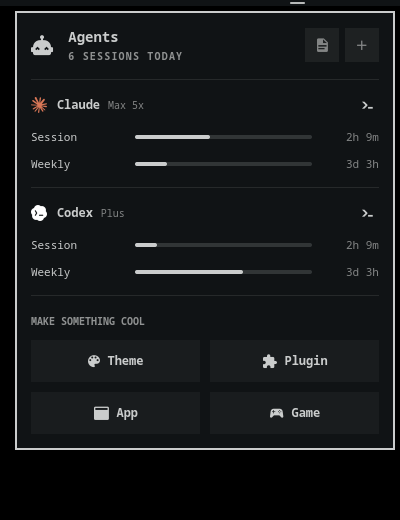 Agents
6 SESSIONS TODAY
Claude Max 5x
Session 2h 9m
Weekly 3d 3h
Codex Plus
Session 2h 9m
Weekly 3d 3h
MAKE SOMETHING COOL
Theme Plugin
App Game